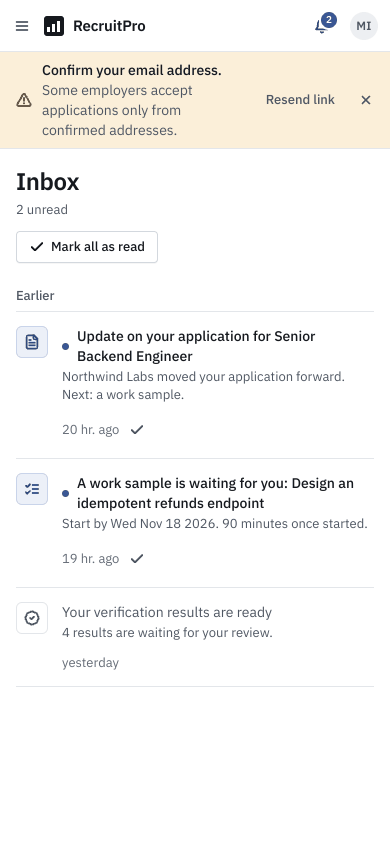 RecruitPro
2
MI
Confirm your email address.
Some employers accept
applications only from
confirmed addresses.
Resend link
Inbox
2 unread
Mark all as read
Earlier
Update on your application for Senior
Backend Engineer
Northwind Labs moved your application forward.
Next: a work sample.
20 hr. ago
A work sample is waiting for you: Design an
idempotent refunds endpoint
Start by Wed Nov 18 2026. 90 minutes once started.
19 hr. ago
Your verification results are ready
4 results are waiting for your review.
yesterday